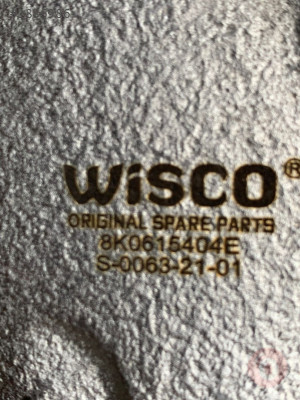 WiSCO®
ORIGINAL SPARE PARTS
8K0615404E
S-0063-21-01